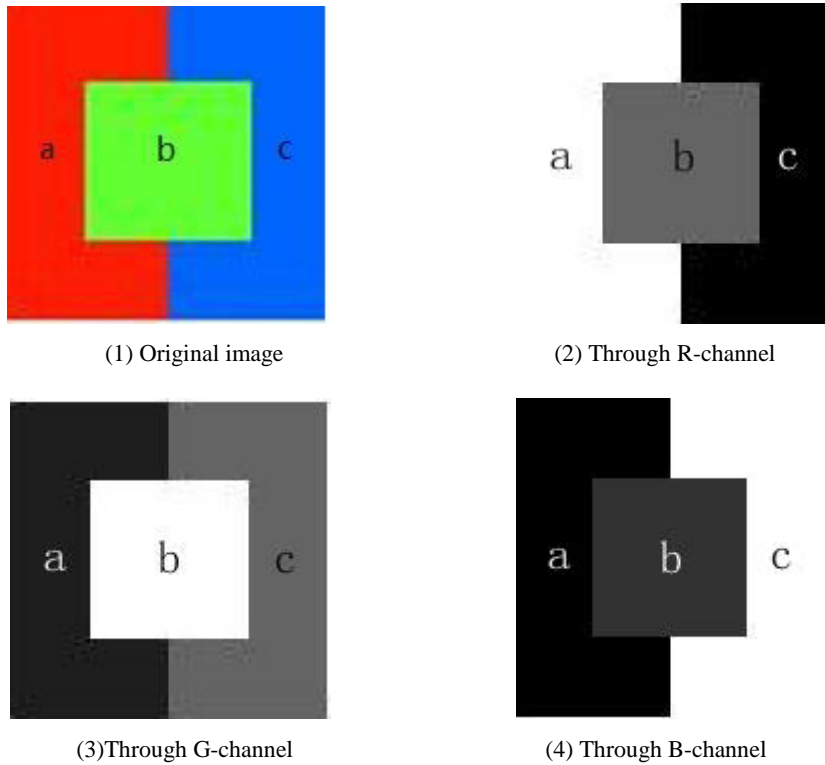 a b c
a b c
(1) Original image
(2) Through R-channel
a b c
a b c
(3)Through G-channel
(4) Through B-channel